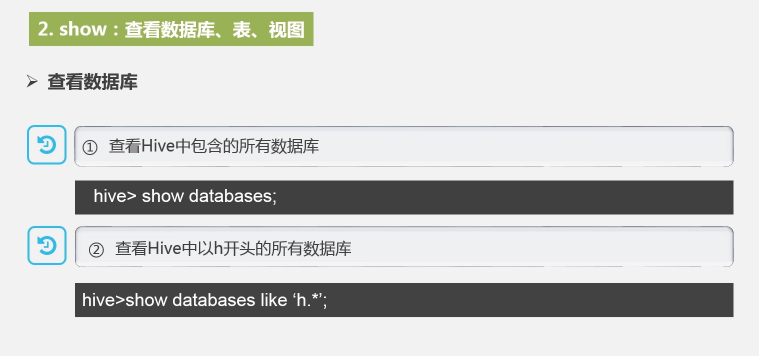 2. show：查看数据库、表、视图
➢ 查看数据库
① 查看Hive中包含的所有数据库
hive> show databases;
② 查看Hive中以h开头的所有数据库
hive>show databases like ‘h.*’;